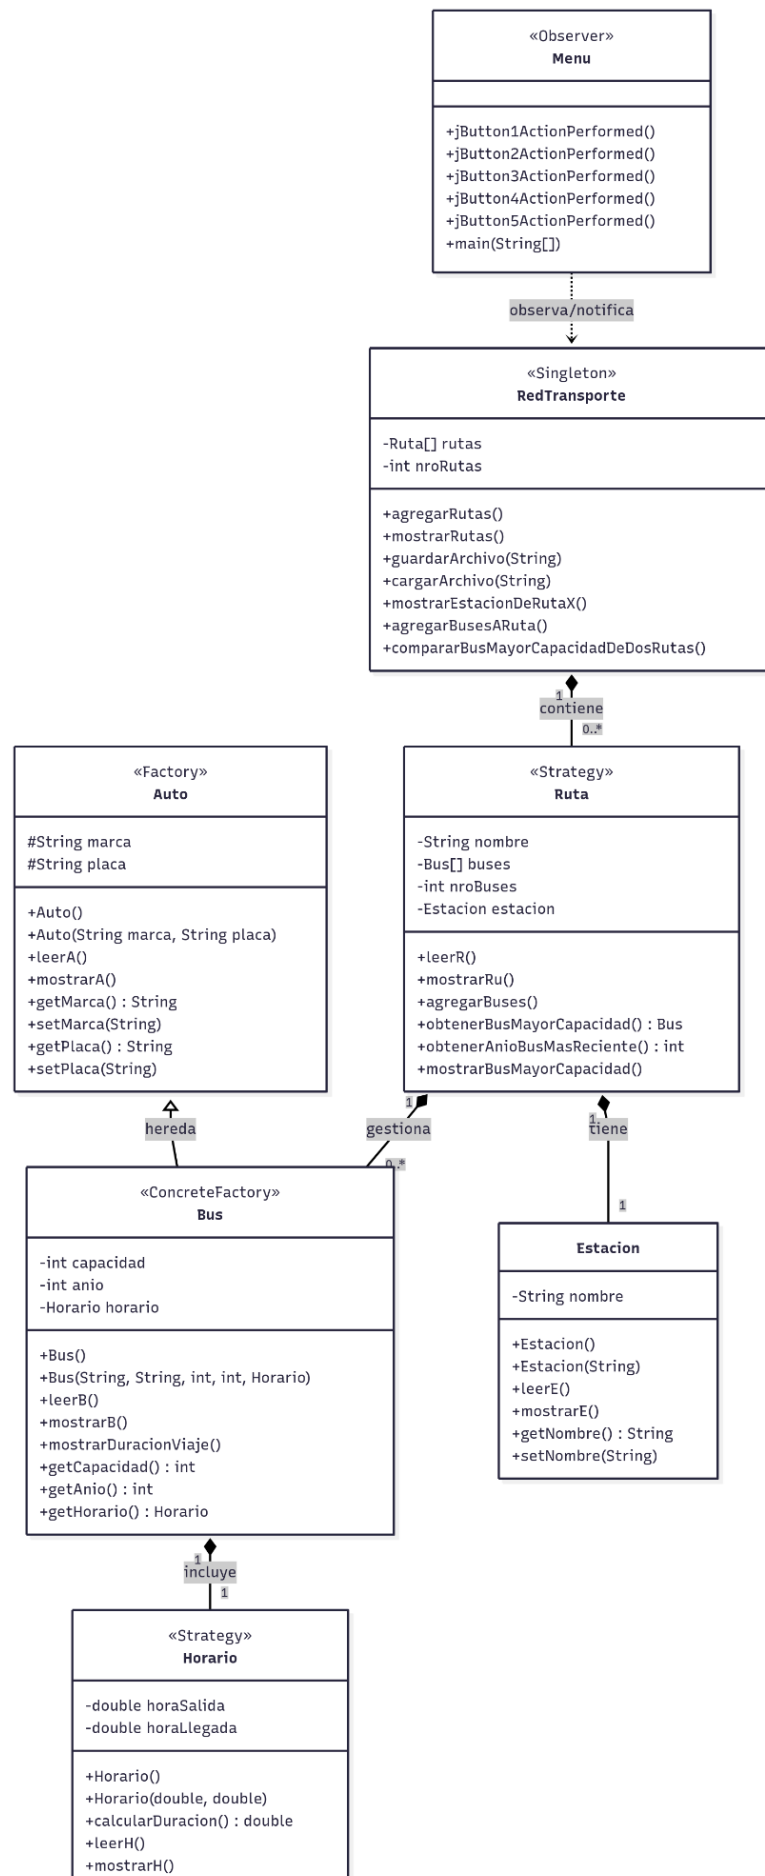 «Observer»
Menu
+jButton1ActionPerformed()
+jButton2ActionPerformed()
+jButton3ActionPerformed()
+jButton4ActionPerformed()
+jButton5ActionPerformed()
+main(String[])
observa/notifica
«Singleton»
RedTransporte
-Ruta[] rutas
-int nroRutas
+agregarRutas()
+mostrarRutas()
+guardarArchivo(String)
+cargarArchivo(String)
+mostrarEstacionDeRutaX()
+agregarBusesARuta()
+compararBusMayorCapacidadDeDosRutas()
1
contiene
0..*
«Factory»
Auto
#String marca
#String placa
+Auto()
+Auto(String marca, String placa)
+leerA()
+mostrarA()
+getMarca() : String
+setMarca(String)
+getPlaca() : String
+setPlaca(String)
«Strategy»
Ruta
-String nombre
-Bus[] buses
-int nroBuses
-Estacion estacion
+leerR()
+mostrarRu()
+agregarBuses()
+obtenerBusMayorCapacidad() : Bus
+obtenerAnioBusMasReciente() : int
+mostrarBusMayorCapacidad()
hereda
1
gestiona
0..*
1
tiene
1
«ConcreteFactory»
Bus
-int capacidad
-int anio
-Horario horario
+Bus()
+Bus(String, String, int, int, Horario)
+leerB()
+mostrarB()
+mostrarDuracionViaje()
+getCapacidad() : int
+getAnio() : int
+getHorario() : Horario
Estacion
-String nombre
+Estacion()
+Estacion(String)
+leerE()
+mostrarE()
+getNombre() : String
+setNombre(String)
1
incluye
1
«Strategy»
Horario
-double horaSalida
-double horaLlegada
+Horario()
+Horario(double, double)
+calcularDuracion() : double
+leerH()
+mostrarH()